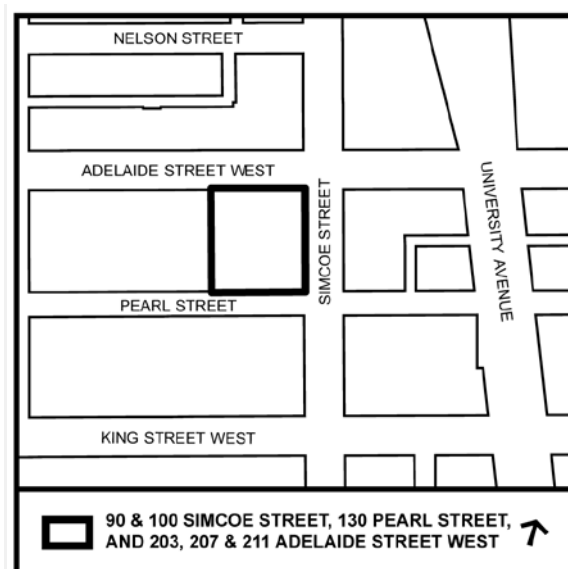 NELSON STREET
ADELAIDE STREET WEST
SIMCOE STREET
UNIVERSITY AVENUE
PEARL STREET
KING STREET WEST
90 & 100 SIMCOE STREET, 130 PEARL STREET,
AND 203, 207 & 211 ADELAIDE STREET WEST